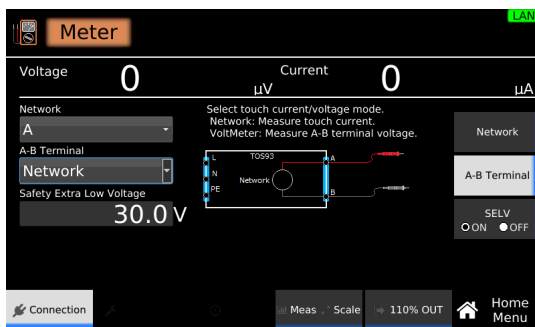 LAN
Meter
Voltage 0 µV Current 0 µA
Network
A
A-B Terminal
Network
Safety Extra Low Voltage
30.0 V
Select touch current/voltage mode.
Network: Measure touch current.
VoltMeter: Measure A-B terminal voltage.
L TOS93 A
N Network
PE B
Network
A-B Terminal
SELV
ON OFF
Connection
Meas Scale
110% OUT
Home
Menu